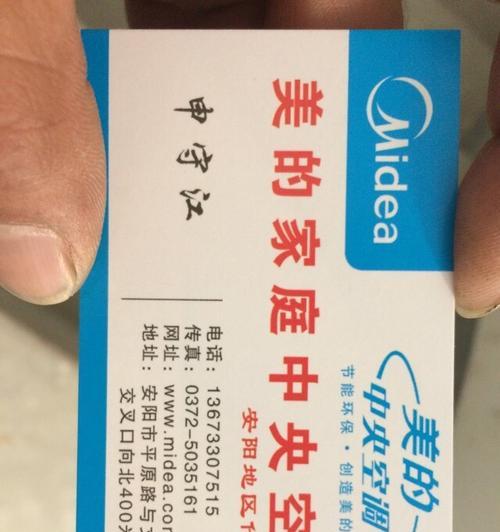 Midea
美的
中央空调
节能环保·创造美的
美的家庭中央空
安阳地区
申守江
电话：13673307515
传真：0372-5035161
网址：www.midea.com
地址：安阳市平原路与
交叉口向北400